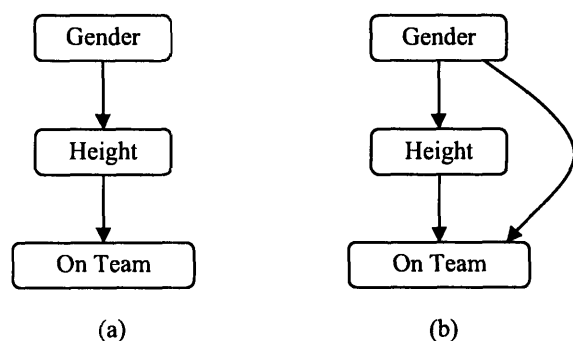 Gender
Height
On Team
(a)
Gender
Height
On Team
(b)